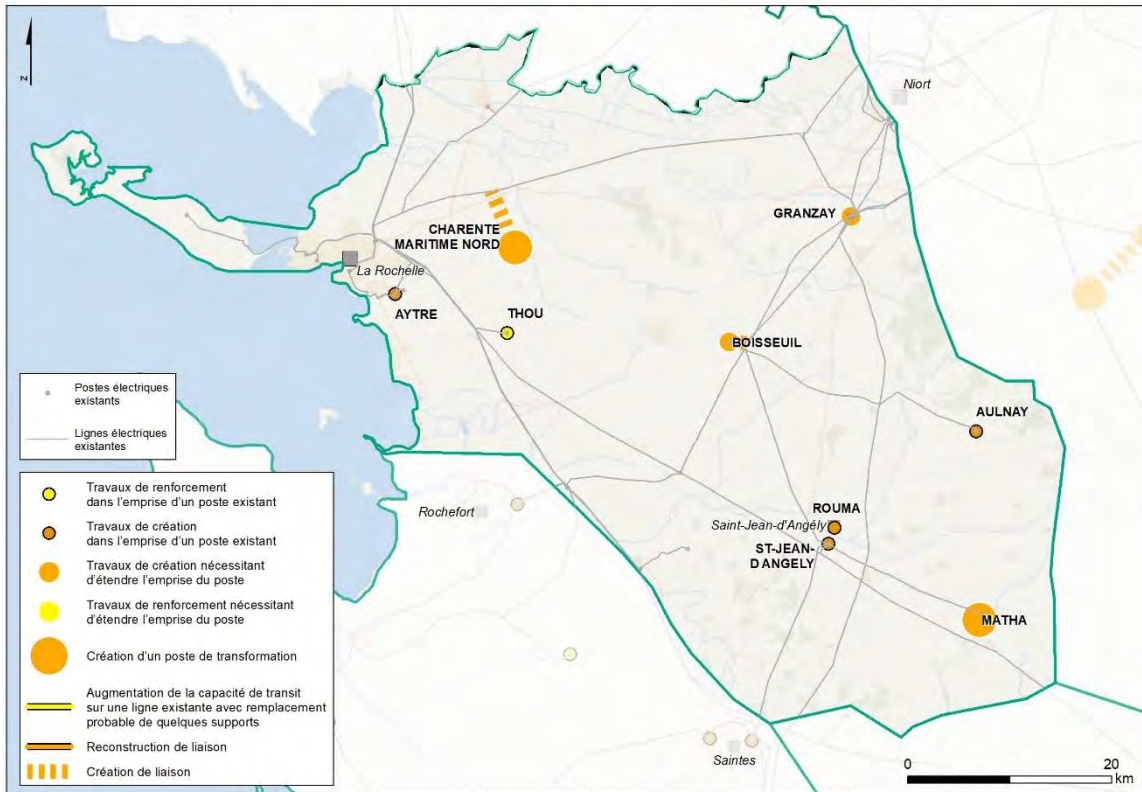 z
Niort
GRANZAY
CHARENTE
MARITIME NORD
La Rochelle
AYTRE
THOU
BOISSEUIL
AULNAY
Rochefort
ROUMA
Saint-Jean-d'Angély
ST-JEAN-
D ANGELY
MATHA
Saintes
Postes électriques
existants
Lignes électriques
existantes
Travaux de renforcement
dans l'emprise d'un poste existant
Travaux de création
dans l'emprise d'un poste existant
Travaux de création nécessitant
d'étendre l'emprise du poste
Travaux de renforcement nécessitant
d'étendre l'emprise du poste
Création d'un poste de transformation
Augmentation de la capacité de transit
sur une ligne existante avec remplacement
probable de quelques supports
Reconstruction de liaison
Création de liaison
0 20
km